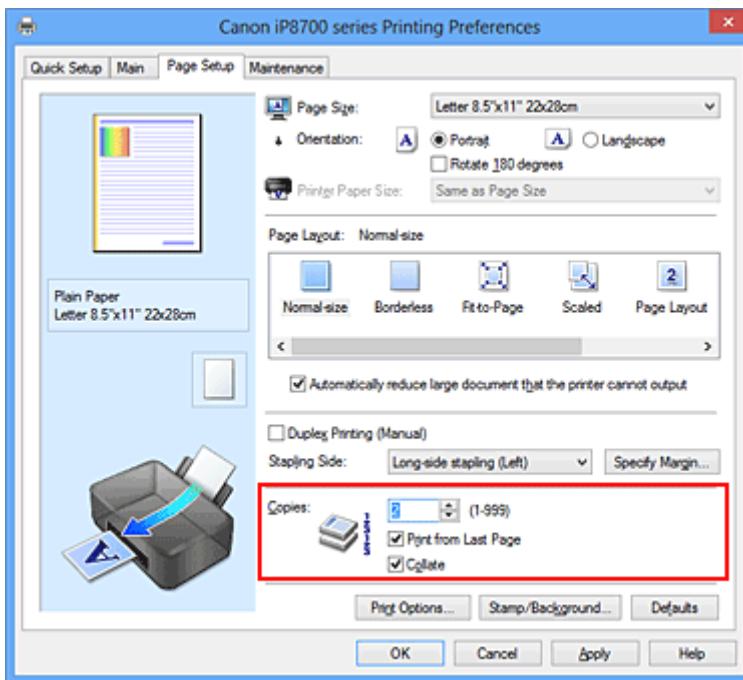 Canon iP8700 series Printing Preferences
Quick Setup Main Page Setup Maintenance
Page Size: Letter 8.5"x11" 22x28cm
Orientation: A Portrait A Landscape
Rotate 180 degrees
Printer Paper Size: Same as Page Size
Page Layout: Normal-size
Plain Paper
Letter 8.5"x11" 22x28cm
2
Normal-size Borderless Fit-to-Page Scaled Page Layout
Automatically reduce large document that the printer cannot output
Duplex Printing (Manual)
Stapling Side: Long-side stapling (Left) Specify Margin...
Copies: 2 (1-999)
Print from Last Page
Collate
A
Print Options... Stamp/Background... Defaults
OK Cancel Apply Help